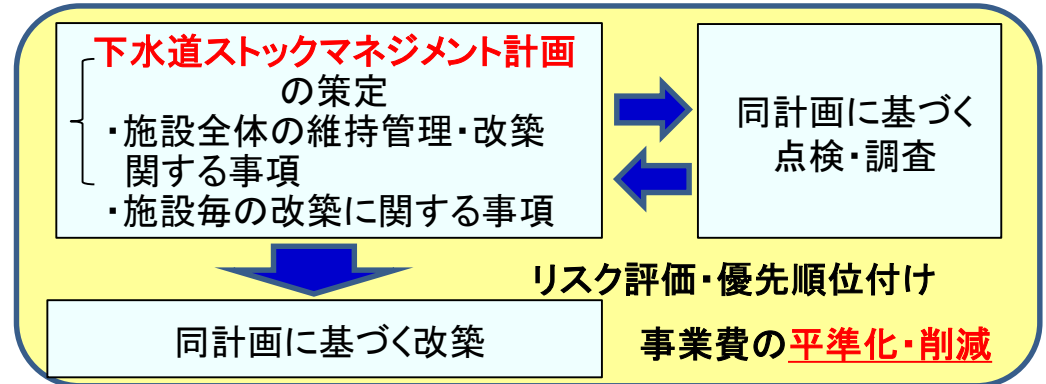 下水道ストックマネジメント計画
の策定
・施設全体の維持管理・改築
関する事項
・施設毎の改築に関する事項
同計画に基づく
点検・調査
リスク評価・優先順位付け
同計画に基づく改築
事業費の平準化・削減